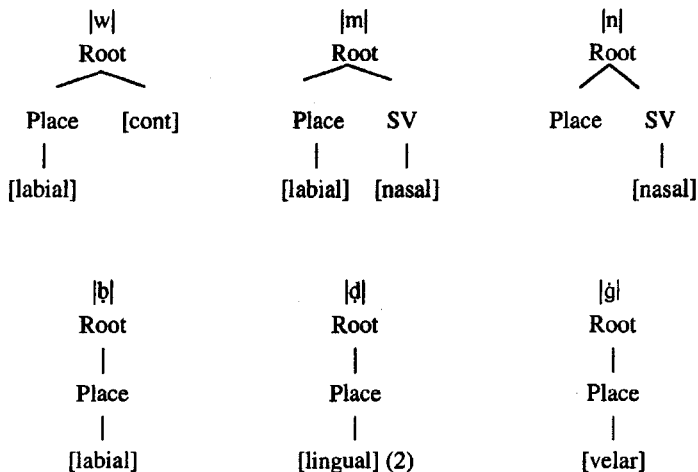 |w| |m| |n|
Root Root Root
Place [cont] Place SV Place SV
[labial] [labial] [nasal] [nasal]
|ḅ| |ḍ| |ġ|
Root Root Root
Place Place Place
[labial] [lingual] (2) [velar]